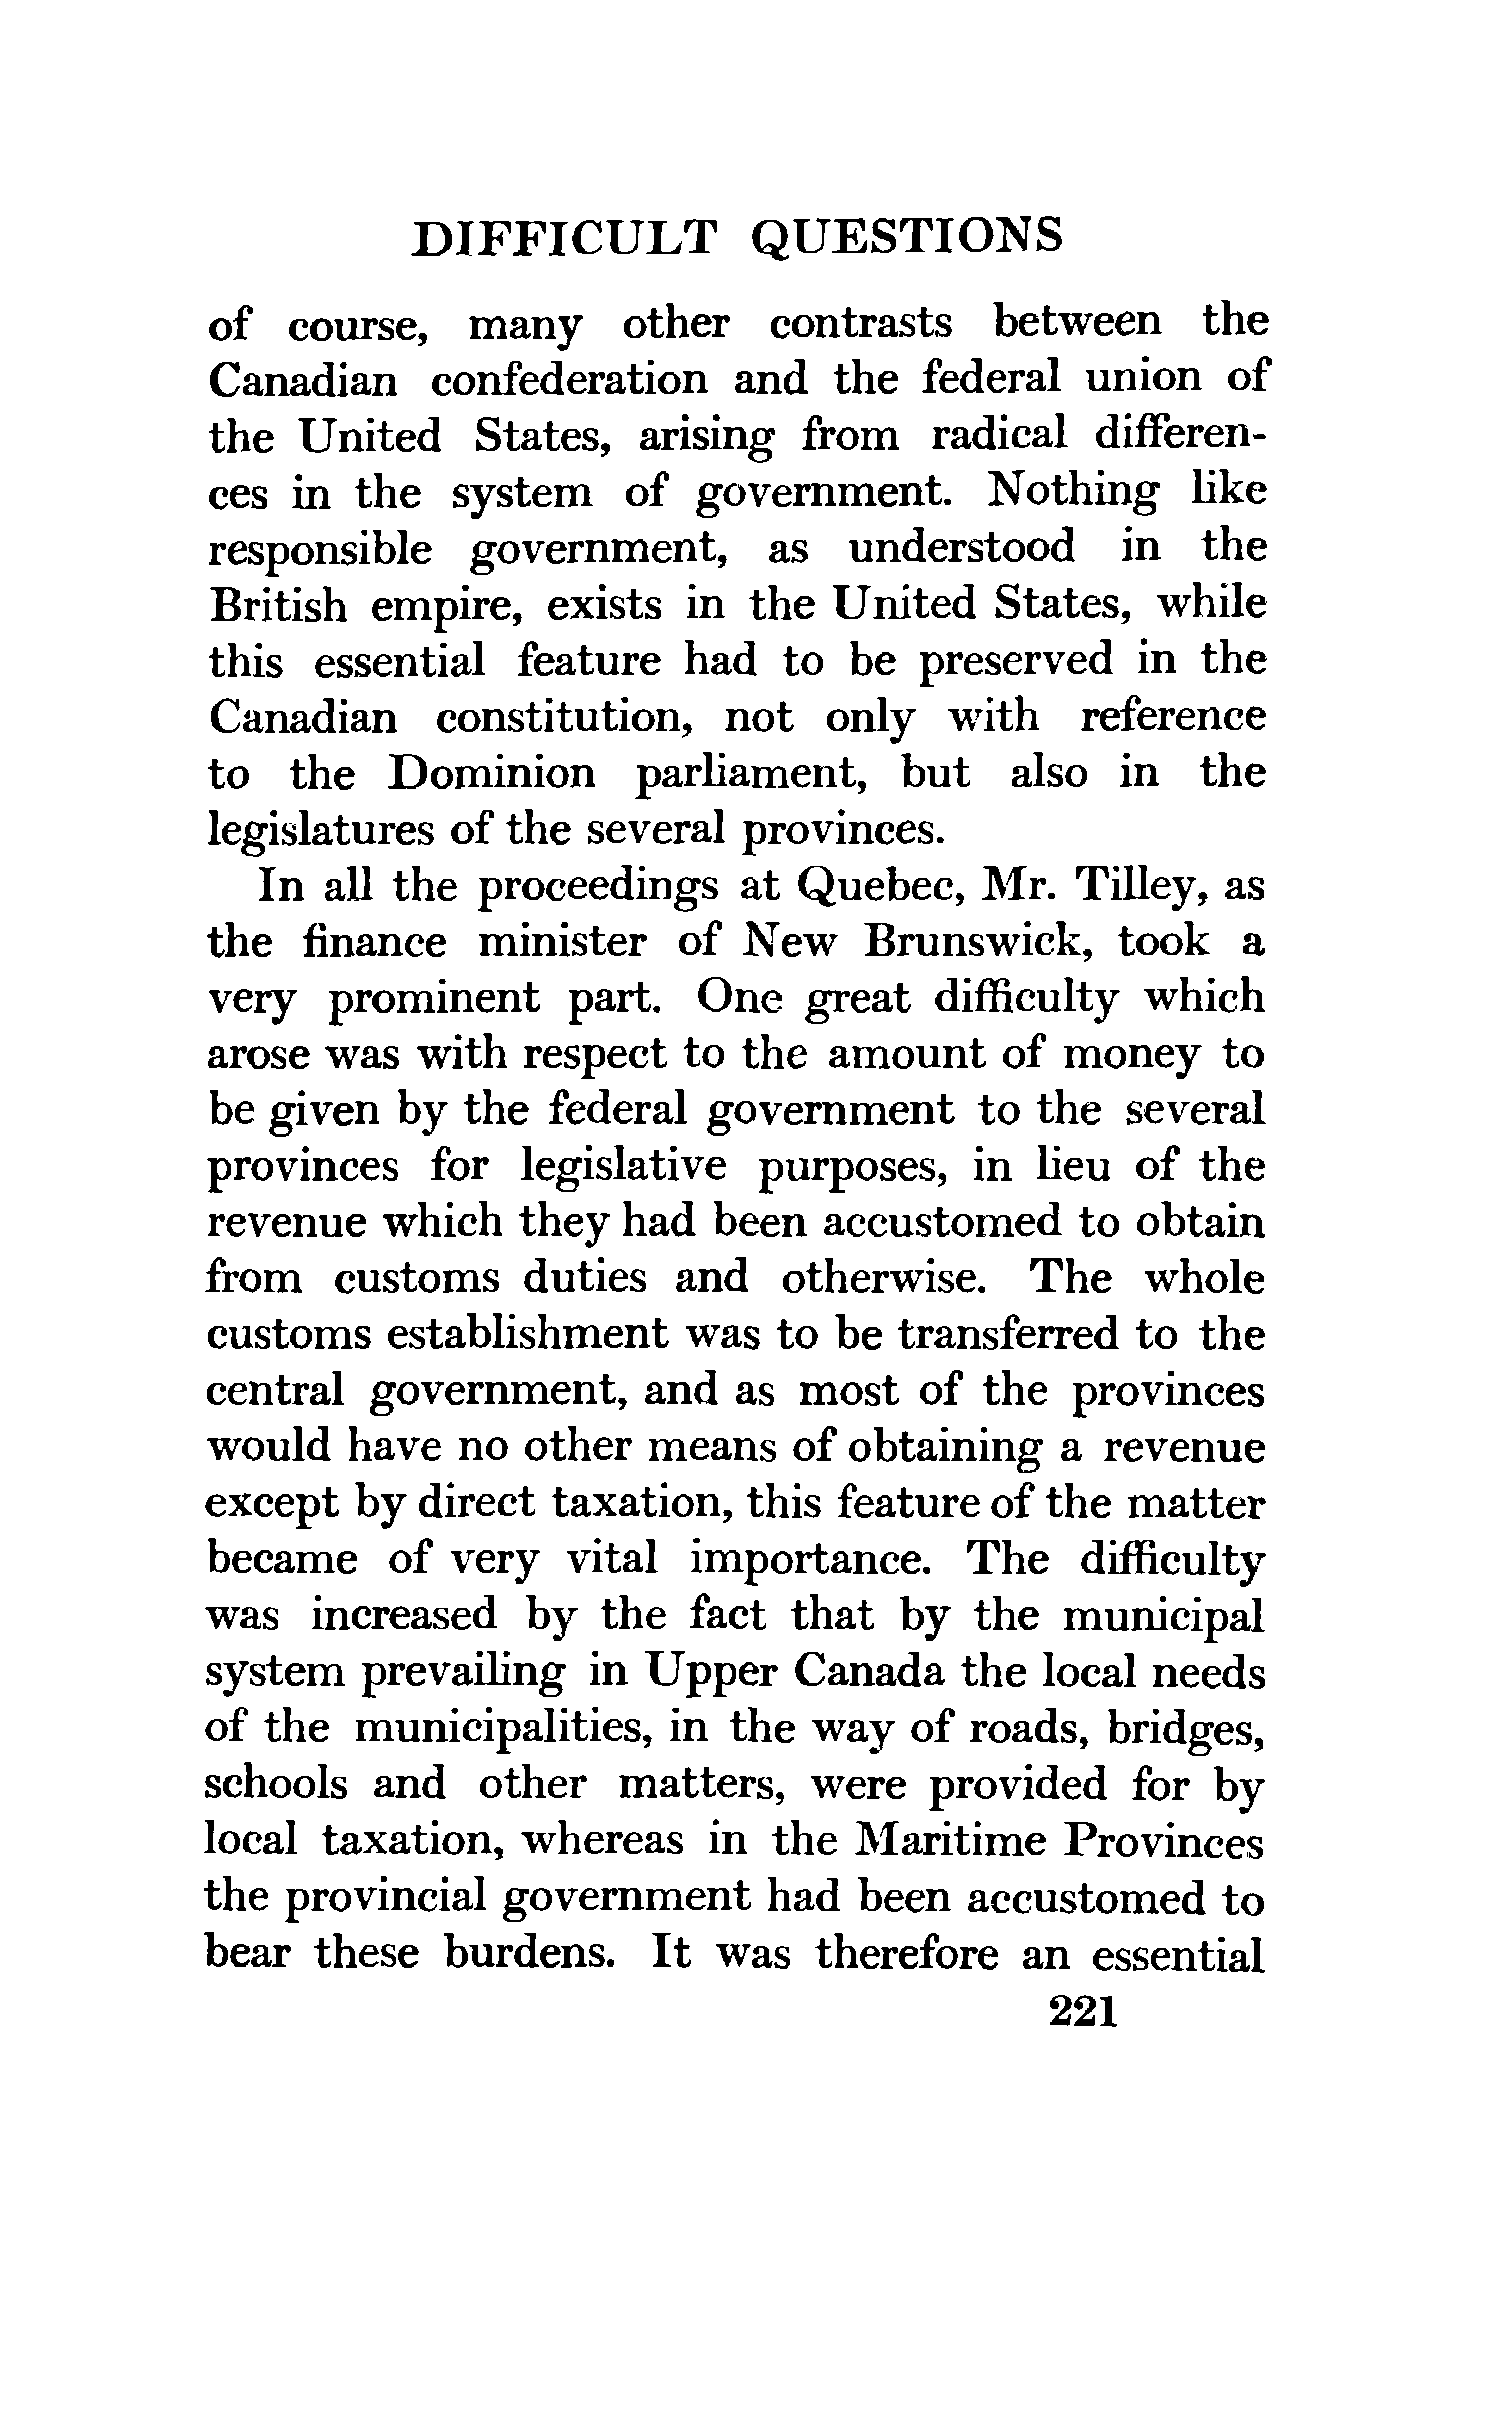 DIFFICULT QUESTIONS
of course, many other contrasts between the
Canadian confederation and the federal union of
the United States, arising from radical differen-
ces in the system of government. Nothing like
responsible government, as understood in the
British empire, exists in the United States, while
this essential feature had to be preserved in the
Canadian constitution, not only with reference
to the Dominion parliament, but also in the
legislatures of the several provinces.
In all the proceedings at Quebec, Mr. Tilley, as
the finance minister of New Brunswick, took a
very prominent part. One great difficulty which
arose was with respect to the amount of money to
be given by the federal government to the several
provinces for legislative purposes, in lieu of the
revenue which they had been accustomed to obtain
from customs duties and otherwise. The whole
customs establishment was to be transferred to the
central government, and as most of the provinces
would have no other means of obtaining a revenue
except by direct taxation, this feature of the matter
became of very vital importance. The difficulty
was increased by the fact that by the municipal
system prevailing in Upper Canada the local needs
of the municipalities, in the way of roads, bridges,
schools and other matters, were provided for by
local taxation, whereas in the Maritime Provinces
the provincial government had been accustomed to
bear these burdens. It was therefore an essential
221